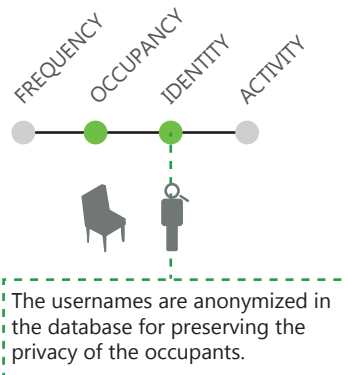 FREQUENCY
OCCUPANCY
IDENTITY
ACTIVITY
The usernames are anonymized in
the database for preserving the
privacy of the occupants.